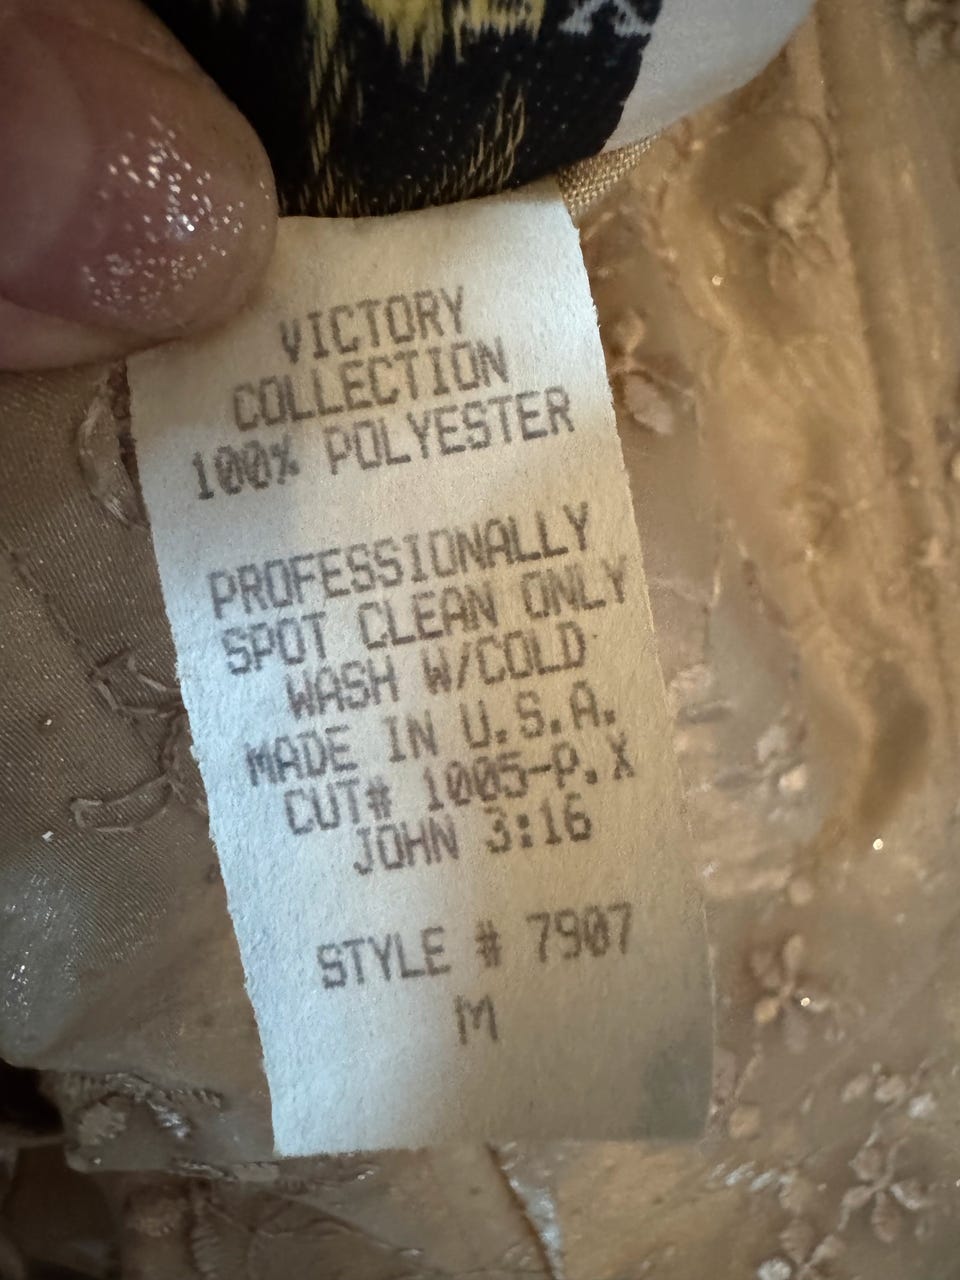 VICTORY
COLLECTION
100% POLYESTER
PROFESSIONALLY
SPOT CLEAN ONLY
WASH W/COLD
MADE IN U.S.A.
CUT# 1005-P.X
JOHN 3:16
STYLE # 7907
M